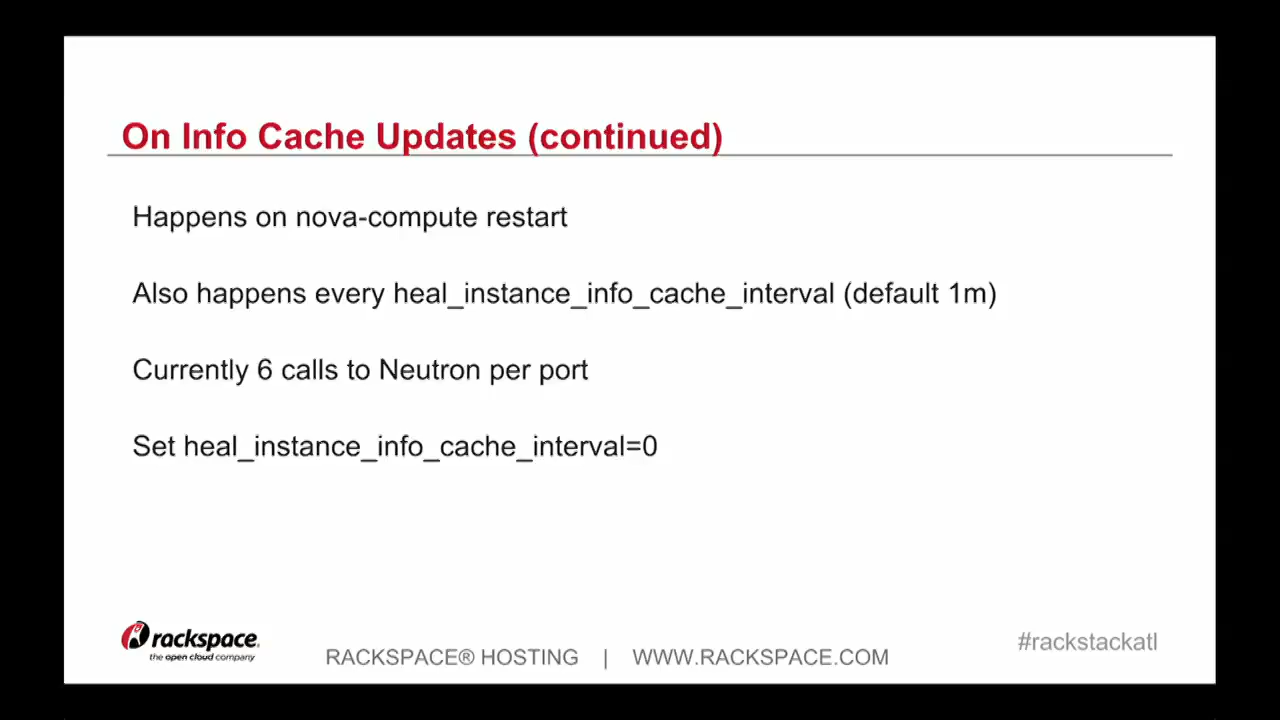 On Info Cache Updates (continued)
Happens on nova-compute restart
Also happens every heal_instance_info_cache_interval (default 1m)
Currently 6 calls to Neutron per port
Set heal_instance_info_cache_interval=0
rackspace®
the open cloud company
RACKSPACE® HOSTING | WWW.RACKSPACE.COM
#rackstackatl